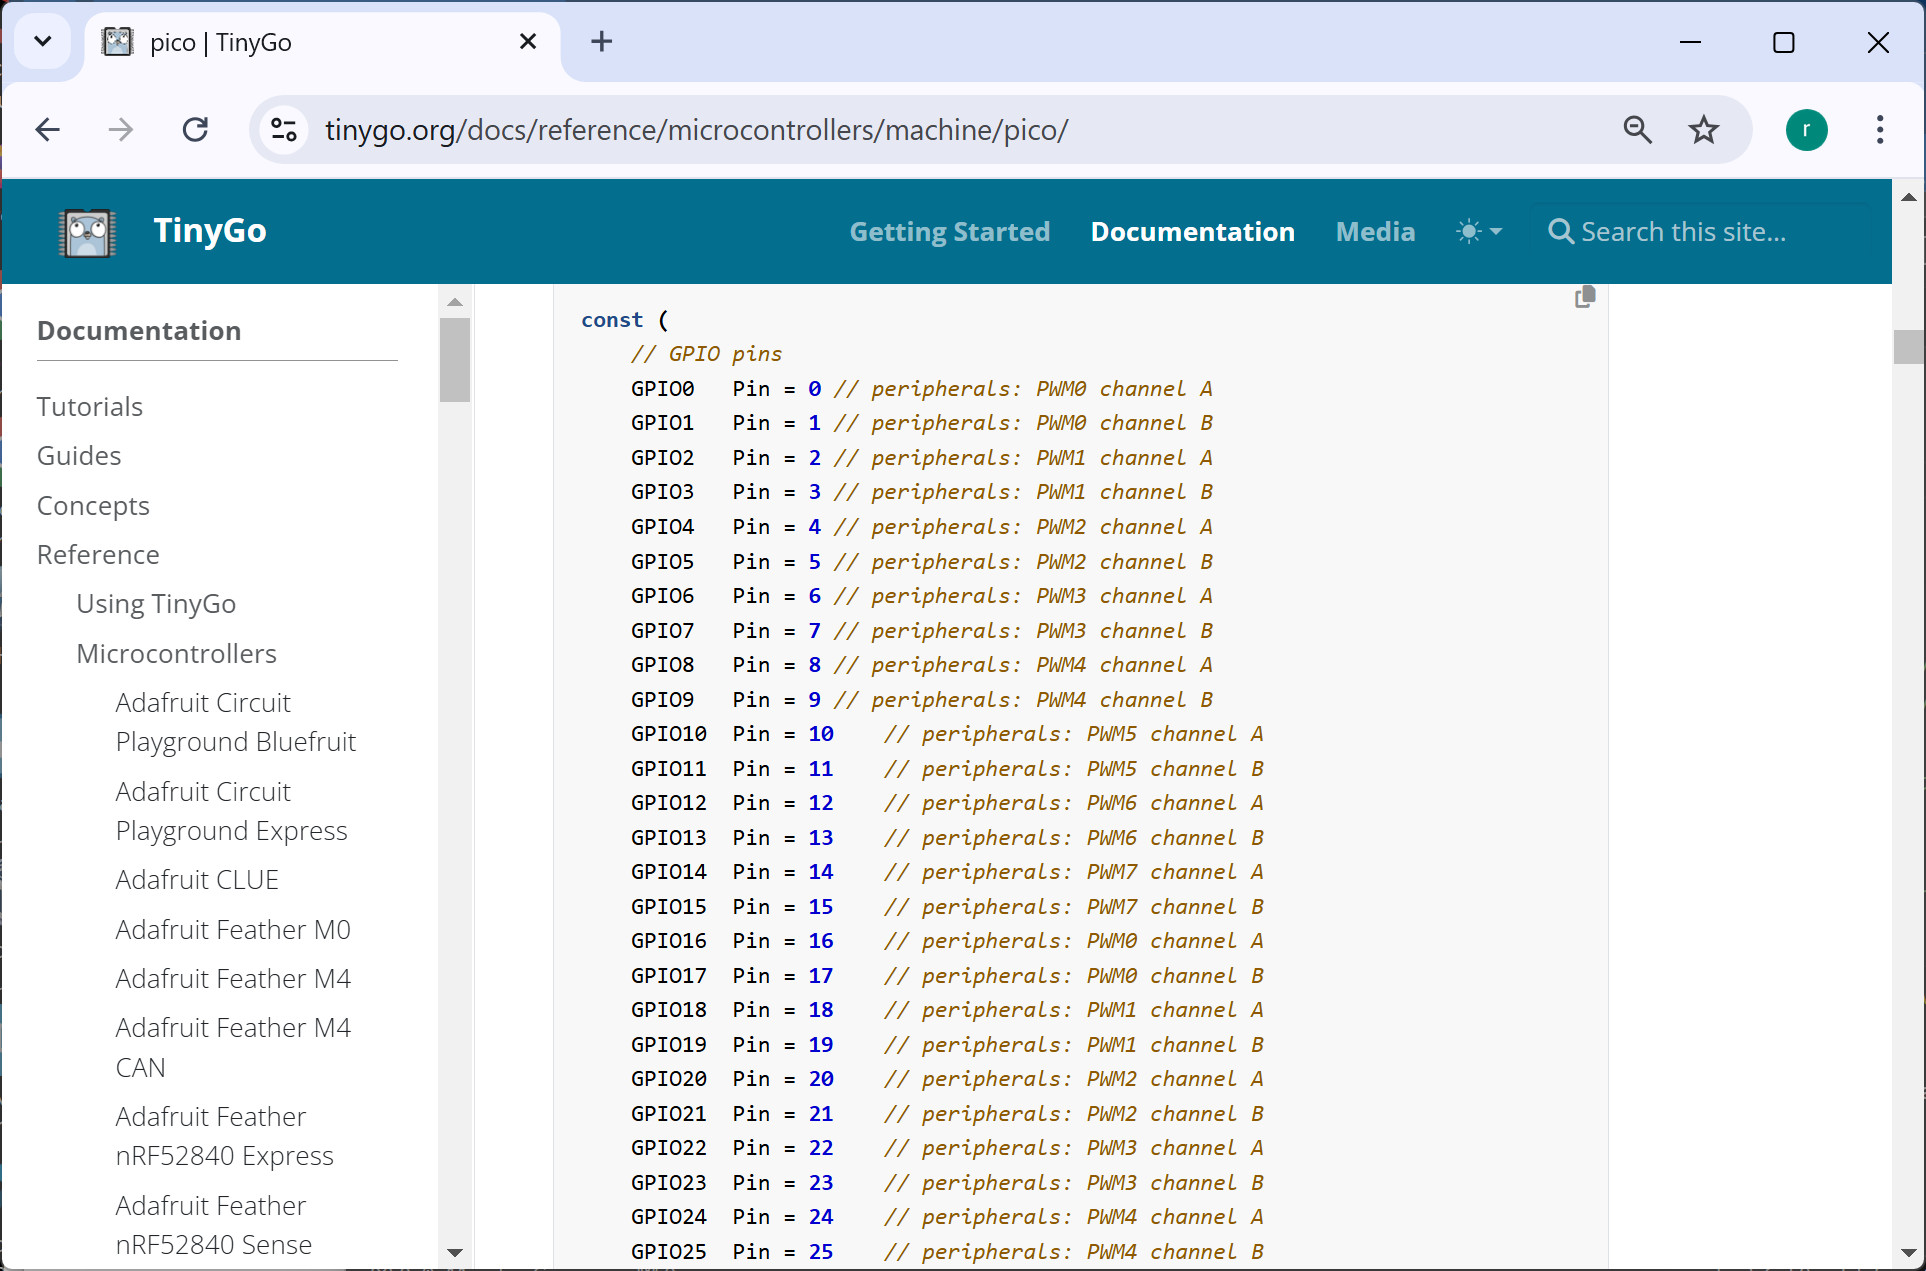 pico | TinyGo
tinygo.org/docs/reference/microcontrollers/machine/pico/
r
TinyGo
Getting Started
Documentation
Media
Search this site...
Documentation
Tutorials
Guides
Concepts
Reference
Using TinyGo
Microcontrollers
Adafruit Circuit
Playground Bluefruit
Adafruit Circuit
Playground Express
Adafruit CLUE
Adafruit Feather M0
Adafruit Feather M4
Adafruit Feather M4
CAN
Adafruit Feather
nRF52840 Express
Adafruit Feather
nRF52840 Sense
const (
// GPIO pins
GPIO0 Pin = 0 // peripherals: PWM0 channel A
GPIO1 Pin = 1 // peripherals: PWM0 channel B
GPIO2 Pin = 2 // peripherals: PWM1 channel A
GPIO3 Pin = 3 // peripherals: PWM1 channel B
GPIO4 Pin = 4 // peripherals: PWM2 channel A
GPIO5 Pin = 5 // peripherals: PWM2 channel B
GPIO6 Pin = 6 // peripherals: PWM3 channel A
GPIO7 Pin = 7 // peripherals: PWM3 channel B
GPIO8 Pin = 8 // peripherals: PWM4 channel A
GPIO9 Pin = 9 // peripherals: PWM4 channel B
GPIO10 Pin = 10 // peripherals: PWM5 channel A
GPIO11 Pin = 11 // peripherals: PWM5 channel B
GPIO12 Pin = 12 // peripherals: PWM6 channel A
GPIO13 Pin = 13 // peripherals: PWM6 channel B
GPIO14 Pin = 14 // peripherals: PWM7 channel A
GPIO15 Pin = 15 // peripherals: PWM7 channel B
GPIO16 Pin = 16 // peripherals: PWM0 channel A
GPIO17 Pin = 17 // peripherals: PWM0 channel B
GPIO18 Pin = 18 // peripherals: PWM1 channel A
GPIO19 Pin = 19 // peripherals: PWM1 channel B
GPIO20 Pin = 20 // peripherals: PWM2 channel A
GPIO21 Pin = 21 // peripherals: PWM2 channel B
GPIO22 Pin = 22 // peripherals: PWM3 channel A
GPIO23 Pin = 23 // peripherals: PWM3 channel B
GPIO24 Pin = 24 // peripherals: PWM4 channel A
GPIO25 Pin = 25 // peripherals: PWM4 channel B